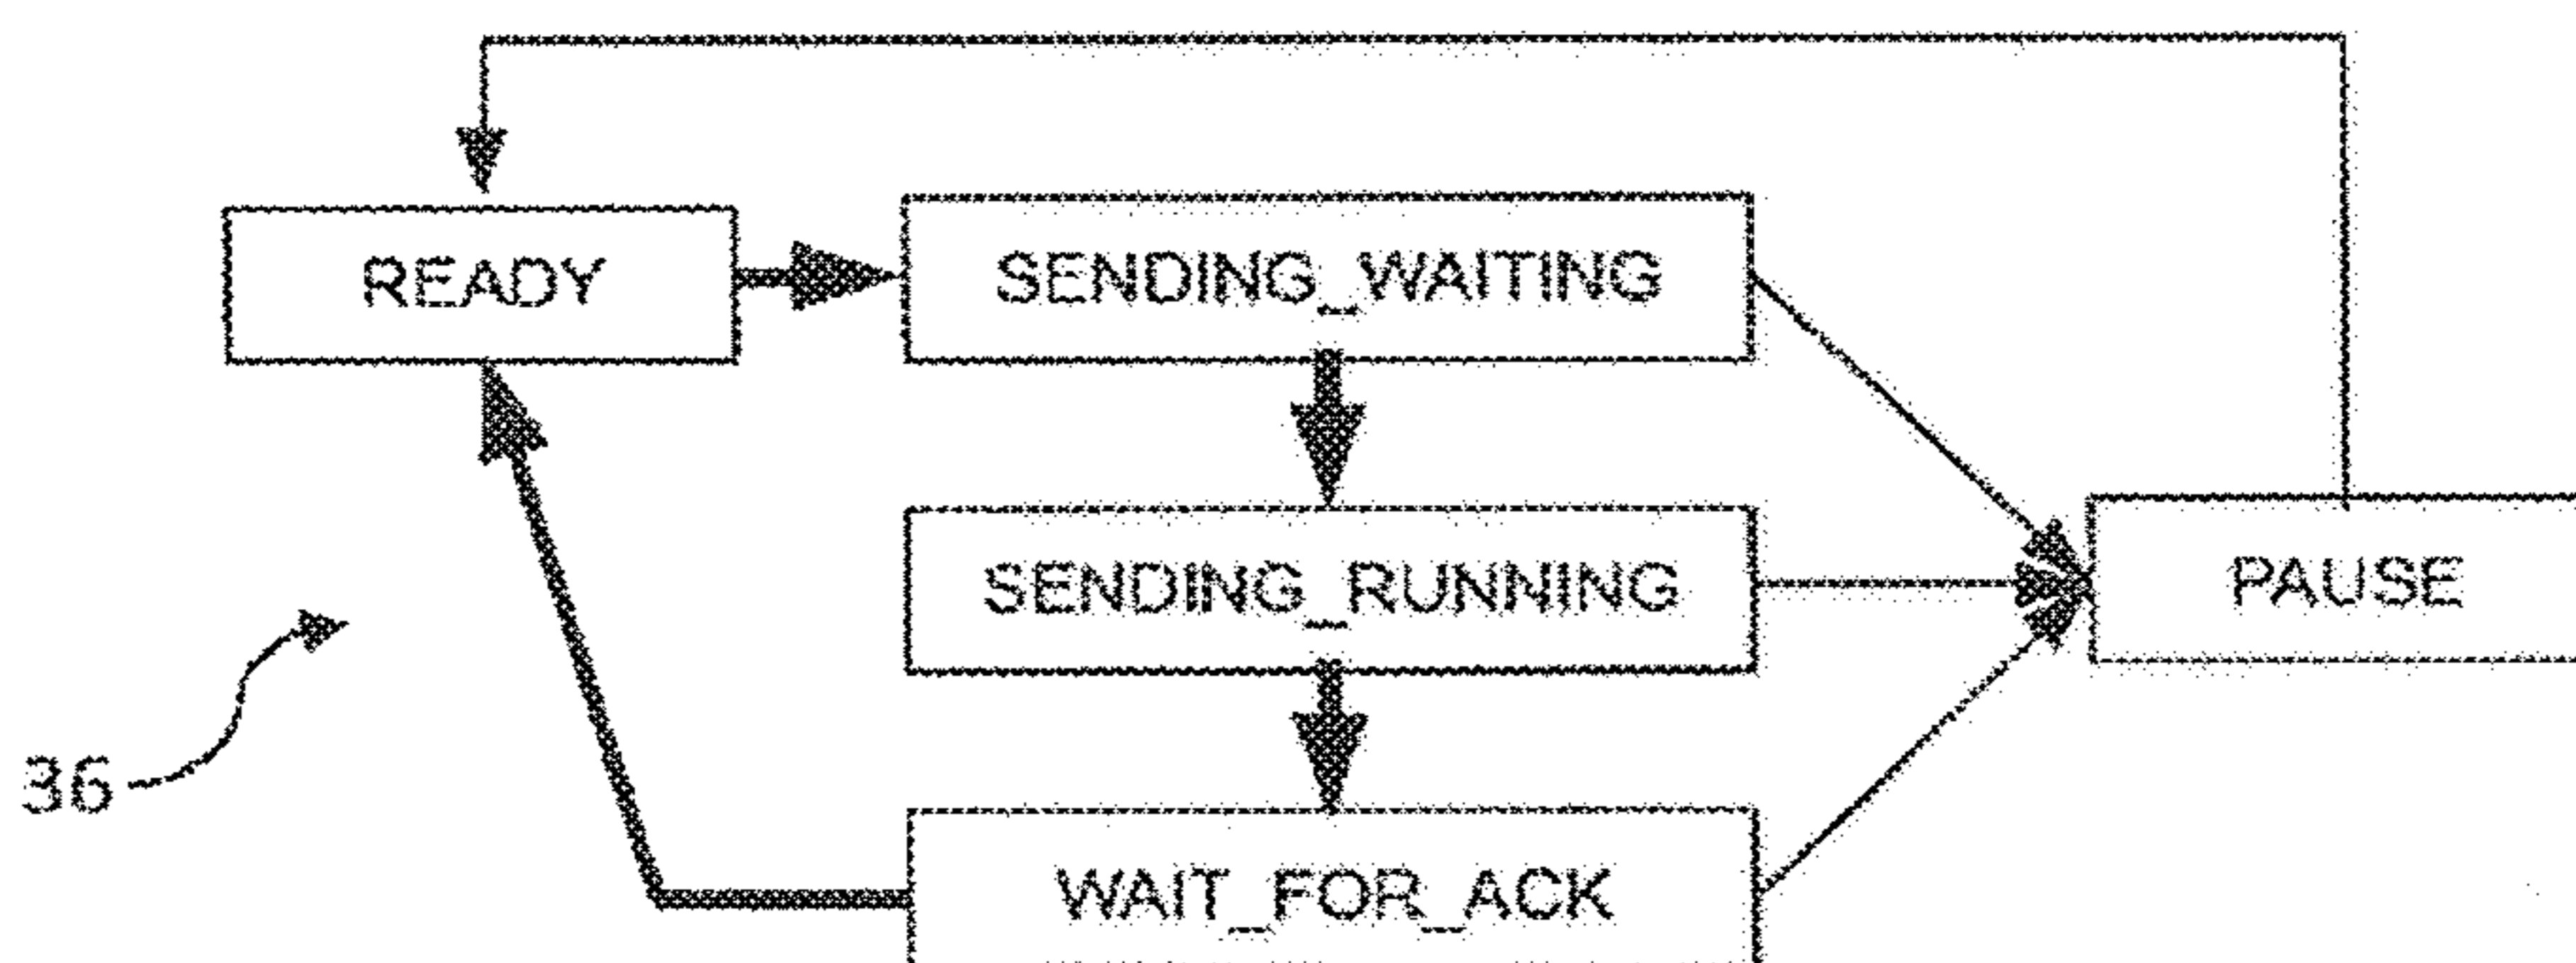 READY
SENDING_WAITING
SENDING_RUNNING
PAUSE
36
WAIT_FOR_ACK